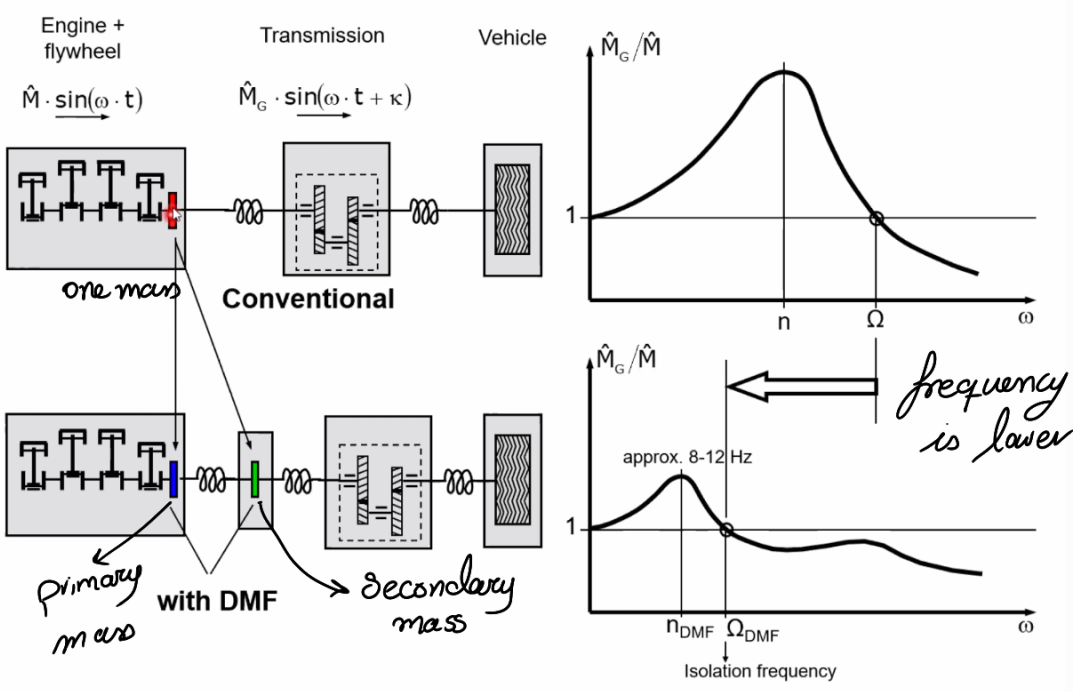 Engine +
flywheel
Transmission
Vehicle
M̂ · sin(ω · t)
M̂G · sin(ω · t + κ)
one mass
Conventional
M̂G/M̂
1
n
Ω
ω
primary
mass
with DMF
secondary
mass
M̂G/M̂
frequency
is lower
approx. 8-12 Hz
1
nDMF
ΩDMF
ω
Isolation frequency